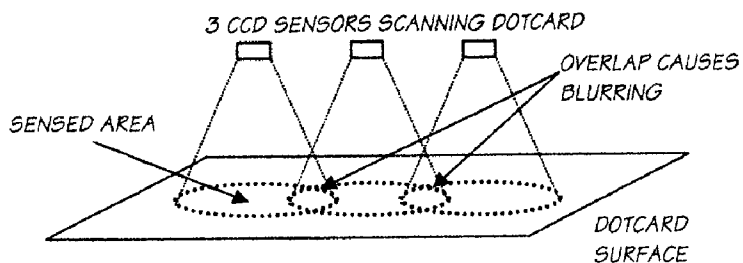 3 CCD SENSORS SCANNING DOTCARD
OVERLAP CAUSES
BLURRING
SENSED AREA
DOTCARD
SURFACE